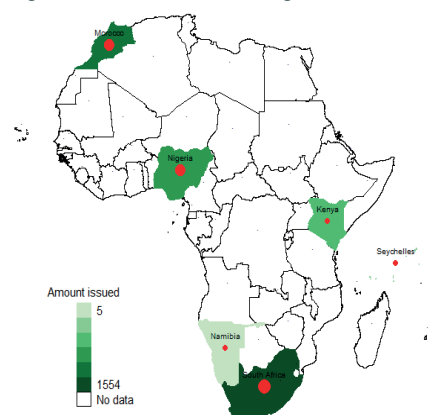 Morocco
Nigeria
Kenya
Seychelles
Namibia
South Africa
Amount issued
5
1554
No data